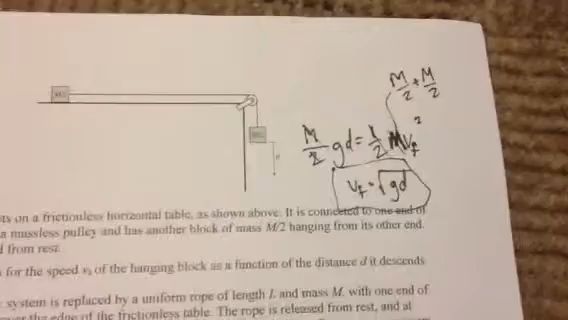 M/2 + M/2
M/2 gd = 1/2 MVf²
Vf = √gd
ts on a frictionless horizontal table, as shown above. It is connected to one end of
a massless pulley and has another block of mass M/2 hanging from its other end.
from rest.
for the speed of the hanging block as a function of the distance d it descends
system is replaced by a uniform rope of length L and mass M, with one end of
over the edge of the frictionless table. The rope is released from rest, and at